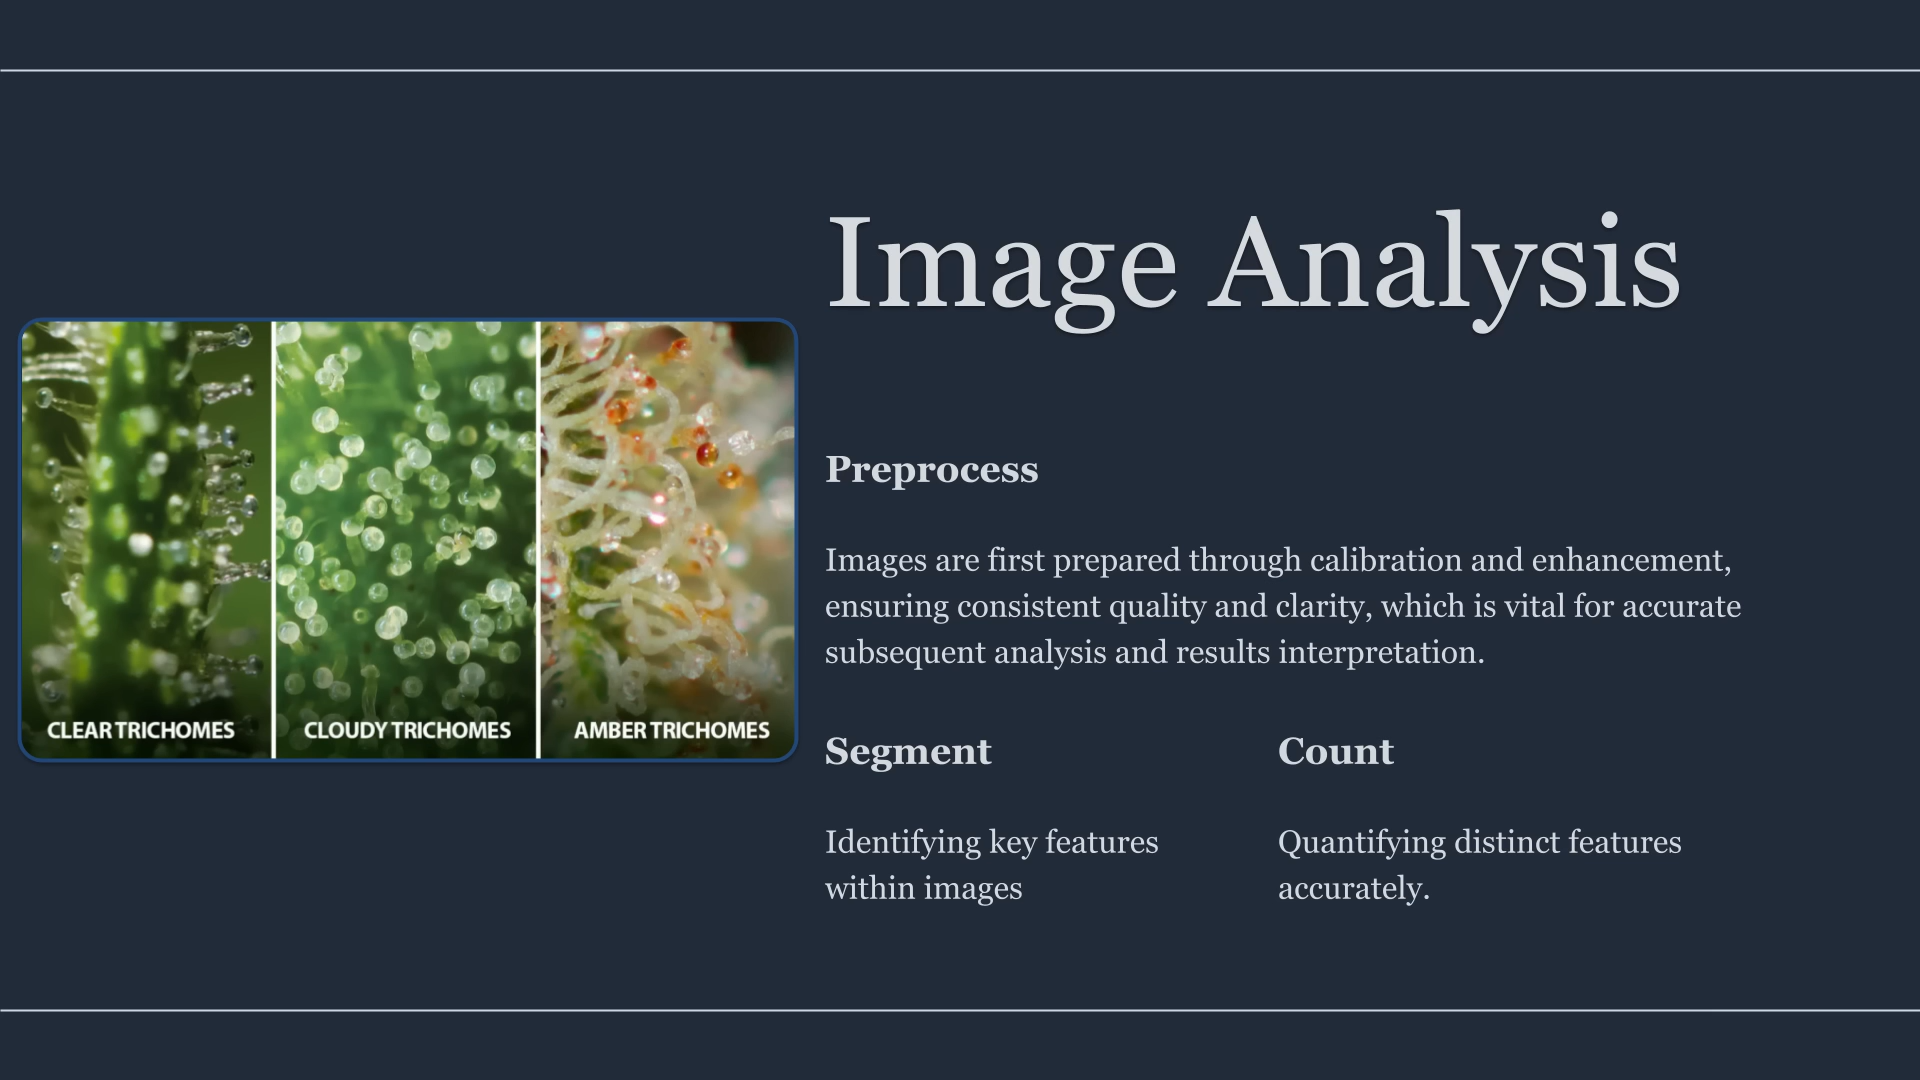 Image Analysis
CLEAR TRICHOMES
CLOUDY TRICHOMES
AMBER TRICHOMES
Preprocess
Images are first prepared through calibration and enhancement,
ensuring consistent quality and clarity, which is vital for accurate
subsequent analysis and results interpretation.
Segment
Identifying key features
within images
Count
Quantifying distinct features
accurately.